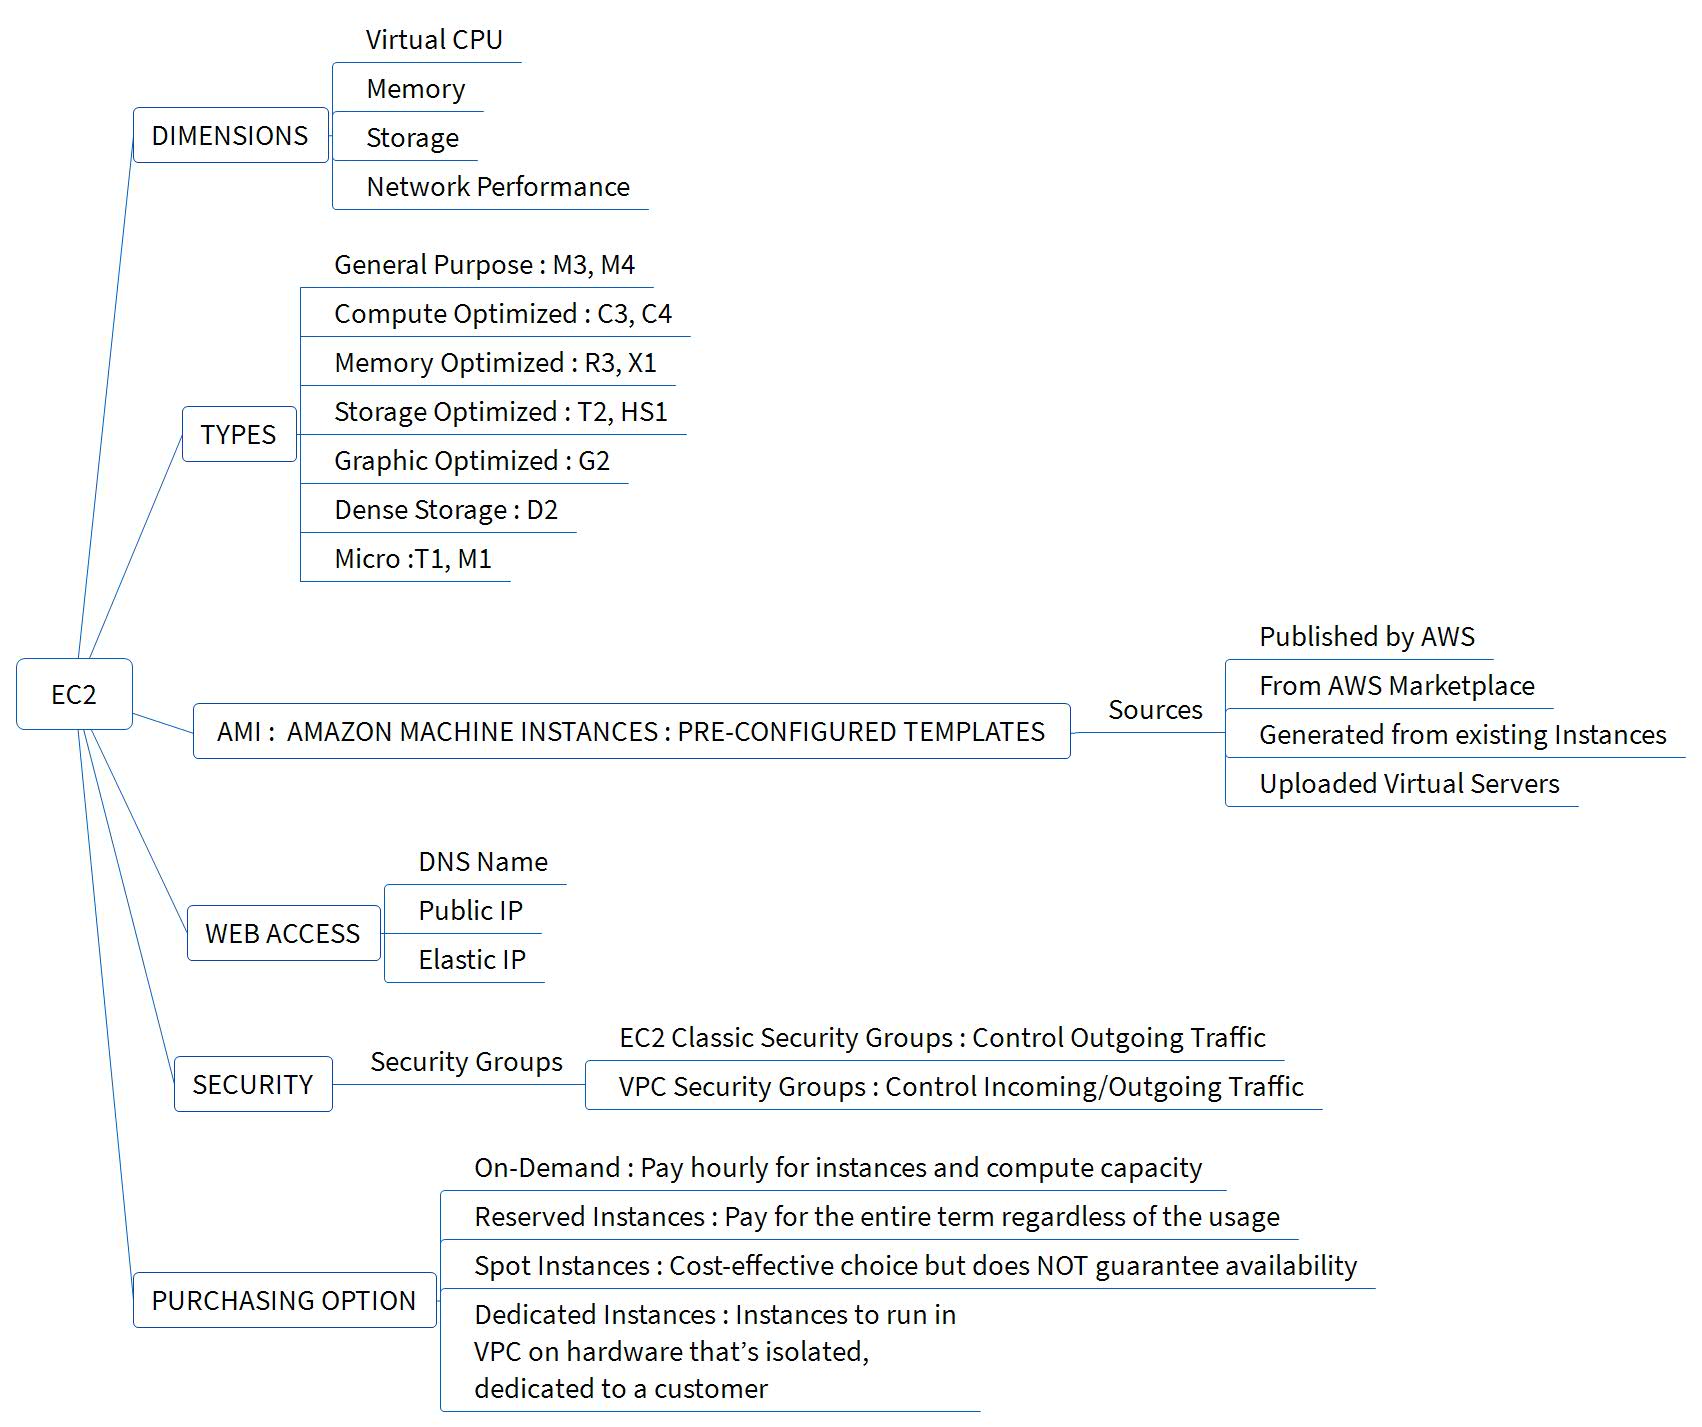 Virtual CPU
Memory
DIMENSIONS
Storage
Network Performance
General Purpose : M3, M4
Compute Optimized : C3, C4
Memory Optimized : R3, X1
Storage Optimized : T2, HS1
TYPES
Graphic Optimized : G2
Dense Storage : D2
Micro :T1, M1
EC2
AMI :  AMAZON MACHINE INSTANCES : PRE-CONFIGURED TEMPLATES
Sources
Published by AWS
From AWS Marketplace
Generated from existing Instances
Uploaded Virtual Servers
WEB ACCESS
DNS Name
Public IP
Elastic IP
SECURITY
Security Groups
EC2 Classic Security Groups : Control Outgoing Traffic
VPC Security Groups : Control Incoming/Outgoing Traffic
PURCHASING OPTION
On-Demand : Pay hourly for instances and compute capacity
Reserved Instances : Pay for the entire term regardless of the usage
Spot Instances : Cost-effective choice but does NOT guarantee availability
Dedicated Instances : Instances to run in
VPC on hardware that’s isolated,
dedicated to a customer